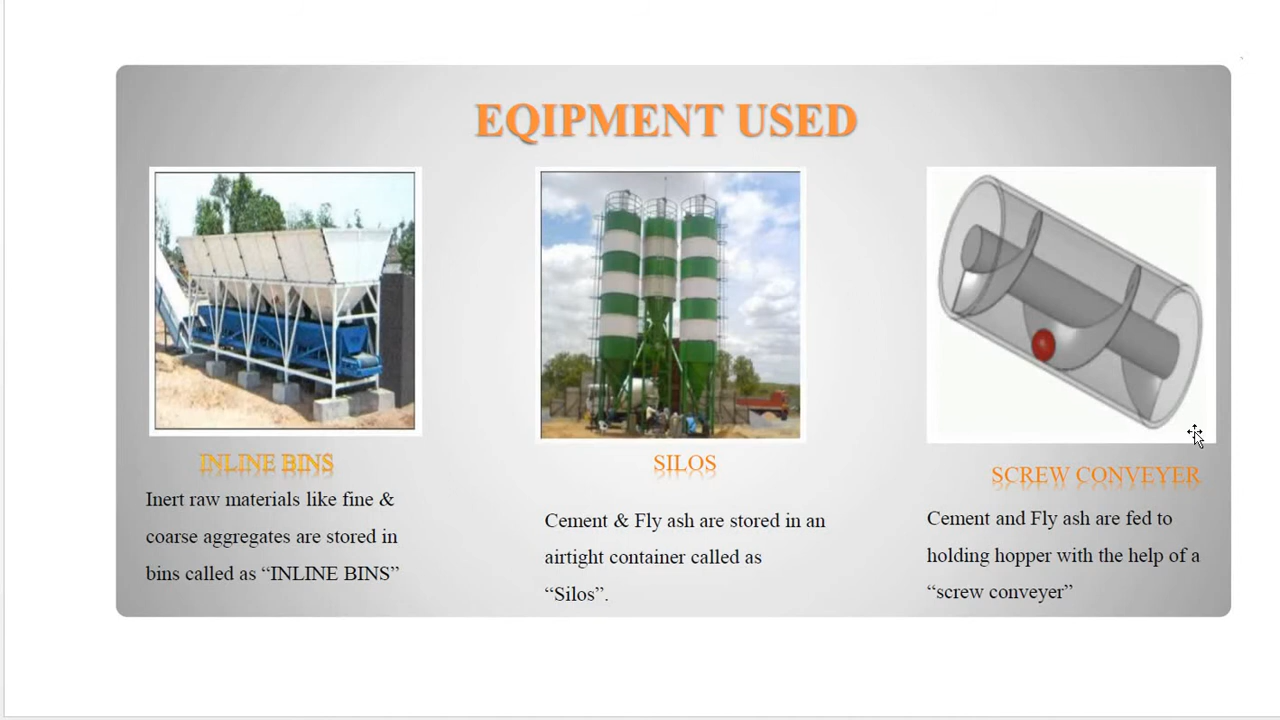 EQIPMENT USED
INLINE BINS
Inert raw materials like fine &
coarse aggregates are stored in
bins called as “INLINE BINS”
SILOS
Cement & Fly ash are stored in an
airtight container called as
“Silos”.
SCREW CONVEYER
Cement and Fly ash are fed to
holding hopper with the help of a
“screw conveyer”